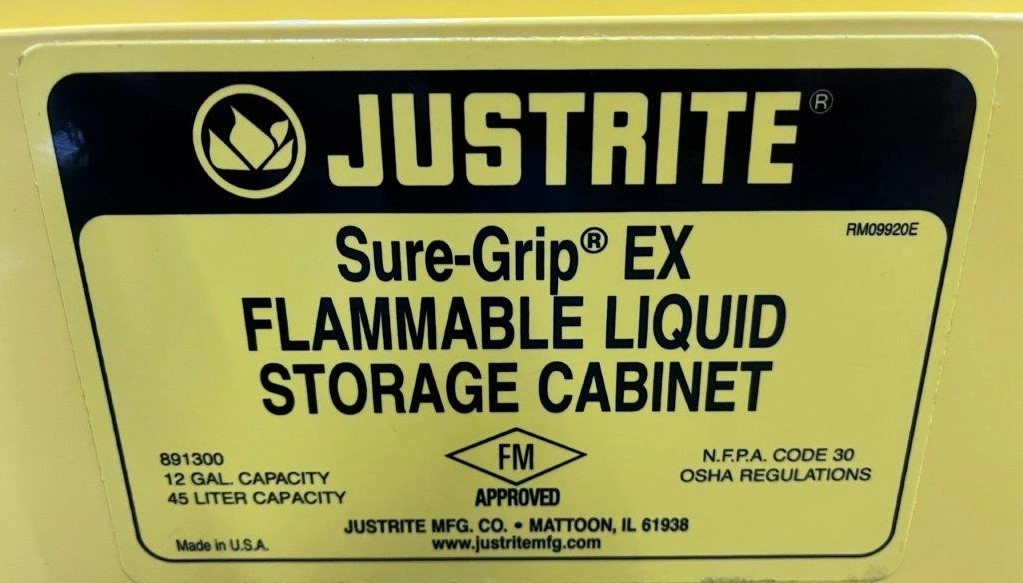 JUSTRITE®
RM09920E
Sure-Grip® EX
FLAMMABLE LIQUID
STORAGE CABINET
891300
12 GAL. CAPACITY
45 LITER CAPACITY
FM
APPROVED
N.F.P.A. CODE 30
OSHA REGULATIONS
JUSTRITE MFG. CO. • MATTOON, IL 61938
www.justritemfg.com
Made in U.S.A.